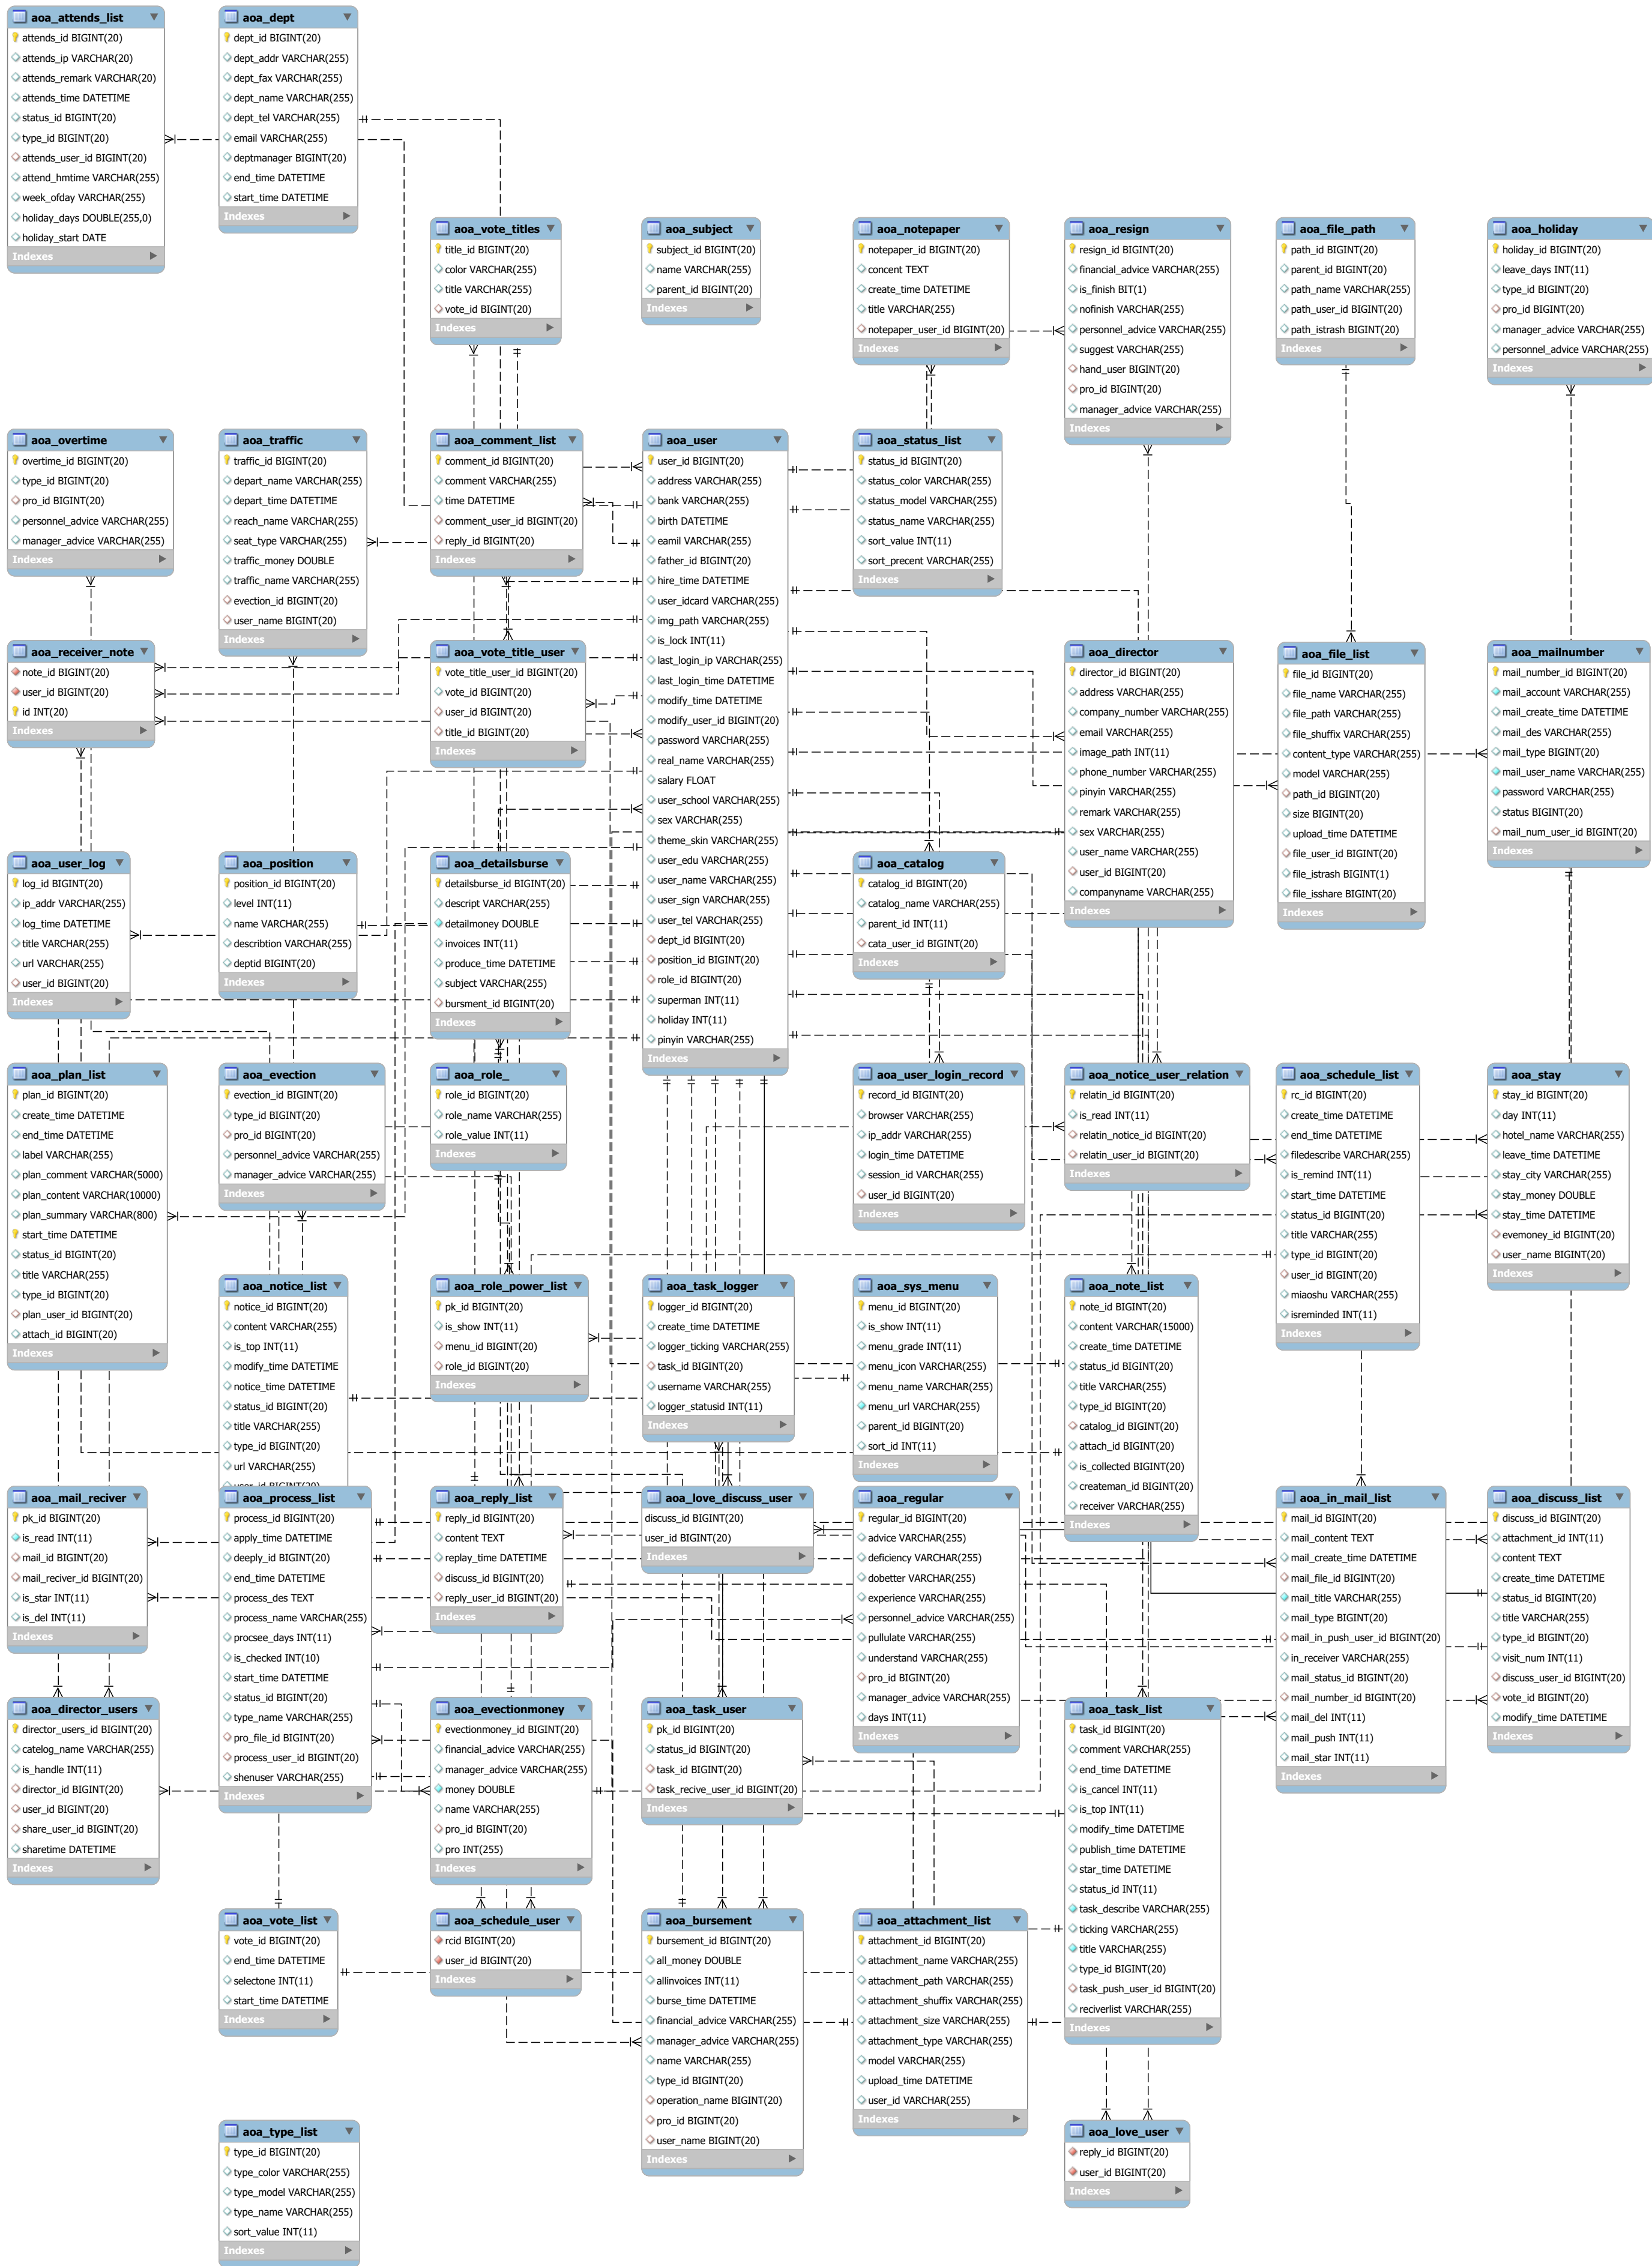 aoa_attends_list
attends_id BIGINT(20)
attends_ip VARCHAR(20)
attends_remark VARCHAR(20)
attends_time DATETIME
status_id BIGINT(20)
type_id BIGINT(20)
attends_user_id BIGINT(20)
attend_hmtime VARCHAR(255)
week_ofday VARCHAR(255)
holiday_days DOUBLE(255,0)
holiday_start DATE
Indexes
aoa_dept
dept_id BIGINT(20)
dept_addr VARCHAR(255)
dept_fax VARCHAR(255)
dept_name VARCHAR(255)
dept_tel VARCHAR(255)
email VARCHAR(255)
deptmanager BIGINT(20)
end_time DATETIME
start_time DATETIME
Indexes
aoa_vote_titles
title_id BIGINT(20)
color VARCHAR(255)
title VARCHAR(255)
vote_id BIGINT(20)
Indexes
aoa_subject
subject_id BIGINT(20)
name VARCHAR(255)
parent_id BIGINT(20)
Indexes
aoa_notepaper
notepaper_id BIGINT(20)
concent TEXT
create_time DATETIME
title VARCHAR(255)
notepaper_user_id BIGINT(20)
Indexes
aoa_resign
resign_id BIGINT(20)
financial_advice VARCHAR(255)
is_finish BIT(1)
nofinish VARCHAR(255)
personnel_advice VARCHAR(255)
suggest VARCHAR(255)
hand_user BIGINT(20)
pro_id BIGINT(20)
manager_advice VARCHAR(255)
Indexes
aoa_file_path
path_id BIGINT(20)
parent_id BIGINT(20)
path_name VARCHAR(255)
path_user_id BIGINT(20)
path_istrash BIGINT(20)
Indexes
aoa_holiday
holiday_id BIGINT(20)
leave_days INT(11)
type_id BIGINT(20)
pro_id BIGINT(20)
manager_advice VARCHAR(255)
personnel_advice VARCHAR(255)
Indexes
aoa_overtime
overtime_id BIGINT(20)
type_id BIGINT(20)
pro_id BIGINT(20)
personnel_advice VARCHAR(255)
manager_advice VARCHAR(255)
Indexes
aoa_traffic
traffic_id BIGINT(20)
depart_name VARCHAR(255)
depart_time DATETIME
reach_name VARCHAR(255)
seat_type VARCHAR(255)
traffic_money DOUBLE
traffic_name VARCHAR(255)
evection_id BIGINT(20)
user_name BIGINT(20)
Indexes
aoa_comment_list
comment_id BIGINT(20)
comment VARCHAR(255)
time DATETIME
comment_user_id BIGINT(20)
reply_id BIGINT(20)
Indexes
aoa_user
user_id BIGINT(20)
address VARCHAR(255)
bank VARCHAR(255)
birth DATETIME
eamil VARCHAR(255)
father_id BIGINT(20)
hire_time DATETIME
user_idcard VARCHAR(255)
img_path VARCHAR(255)
is_lock INT(11)
last_login_ip VARCHAR(255)
last_login_time DATETIME
modify_time DATETIME
modify_user_id BIGINT(20)
password VARCHAR(255)
real_name VARCHAR(255)
salary FLOAT
user_school VARCHAR(255)
sex VARCHAR(255)
theme_skin VARCHAR(255)
user_edu VARCHAR(255)
user_name VARCHAR(255)
user_sign VARCHAR(255)
user_tel VARCHAR(255)
dept_id BIGINT(20)
position_id BIGINT(20)
role_id BIGINT(20)
superman INT(11)
holiday INT(11)
pinyin VARCHAR(255)
Indexes
aoa_status_list
status_id BIGINT(20)
status_color VARCHAR(255)
status_model VARCHAR(255)
status_name VARCHAR(255)
sort_value INT(11)
sort_precent VARCHAR(255)
Indexes
aoa_receiver_note
note_id BIGINT(20)
user_id BIGINT(20)
id INT(20)
Indexes
aoa_vote_title_user
vote_title_user_id BIGINT(20)
vote_id BIGINT(20)
user_id BIGINT(20)
title_id BIGINT(20)
Indexes
aoa_director
director_id BIGINT(20)
address VARCHAR(255)
company_number VARCHAR(255)
email VARCHAR(255)
image_path INT(11)
phone_number VARCHAR(255)
pinyin VARCHAR(255)
remark VARCHAR(255)
sex VARCHAR(255)
user_name VARCHAR(255)
user_id BIGINT(20)
companyname VARCHAR(255)
Indexes
aoa_file_list
file_id BIGINT(20)
file_name VARCHAR(255)
file_path VARCHAR(255)
file_shuffix VARCHAR(255)
content_type VARCHAR(255)
model VARCHAR(255)
path_id BIGINT(20)
size BIGINT(20)
upload_time DATETIME
file_user_id BIGINT(20)
file_istrash BIGINT(1)
file_isshare BIGINT(20)
Indexes
aoa_mailnumber
mail_number_id BIGINT(20)
mail_account VARCHAR(255)
mail_create_time DATETIME
mail_des VARCHAR(255)
mail_type BIGINT(20)
mail_user_name VARCHAR(255)
password VARCHAR(255)
status BIGINT(20)
mail_num_user_id BIGINT(20)
Indexes
aoa_user_log
log_id BIGINT(20)
ip_addr VARCHAR(255)
log_time DATETIME
title VARCHAR(255)
url VARCHAR(255)
user_id BIGINT(20)
Indexes
aoa_position
position_id BIGINT(20)
level INT(11)
name VARCHAR(255)
describtion VARCHAR(255)
deptid BIGINT(20)
Indexes
aoa_detailsburse
detailsburse_id BIGINT(20)
descript VARCHAR(255)
detailmoney DOUBLE
invoices INT(11)
produce_time DATETIME
subject VARCHAR(255)
bursment_id BIGINT(20)
Indexes
aoa_catalog
catalog_id BIGINT(20)
catalog_name VARCHAR(255)
parent_id INT(11)
cata_user_id BIGINT(20)
Indexes
aoa_plan_list
plan_id BIGINT(20)
create_time DATETIME
end_time DATETIME
label VARCHAR(255)
plan_comment VARCHAR(5000)
plan_content VARCHAR(10000)
plan_summary VARCHAR(800)
start_time DATETIME
status_id BIGINT(20)
title VARCHAR(255)
type_id BIGINT(20)
plan_user_id BIGINT(20)
attach_id BIGINT(20)
Indexes
aoa_evection
evection_id BIGINT(20)
type_id BIGINT(20)
pro_id BIGINT(20)
personnel_advice VARCHAR(255)
manager_advice VARCHAR(255)
Indexes
aoa_role_
role_id BIGINT(20)
role_name VARCHAR(255)
role_value INT(11)
Indexes
aoa_user_login_record
record_id BIGINT(20)
browser VARCHAR(255)
ip_addr VARCHAR(255)
login_time DATETIME
session_id VARCHAR(255)
user_id BIGINT(20)
Indexes
aoa_notice_user_relation
relatin_id BIGINT(20)
is_read INT(11)
relatin_notice_id BIGINT(20)
relatin_user_id BIGINT(20)
Indexes
aoa_schedule_list
rc_id BIGINT(20)
create_time DATETIME
end_time DATETIME
filedescribe VARCHAR(255)
is_remind INT(11)
start_time DATETIME
status_id BIGINT(20)
title VARCHAR(255)
type_id BIGINT(20)
user_id BIGINT(20)
miaoshu VARCHAR(255)
isreminded INT(11)
Indexes
aoa_stay
stay_id BIGINT(20)
day INT(11)
hotel_name VARCHAR(255)
leave_time DATETIME
stay_city VARCHAR(255)
stay_money DOUBLE
stay_time DATETIME
evemoney_id BIGINT(20)
user_name BIGINT(20)
Indexes
aoa_notice_list
notice_id BIGINT(20)
content VARCHAR(255)
is_top INT(11)
modify_time DATETIME
notice_time DATETIME
status_id BIGINT(20)
title VARCHAR(255)
type_id BIGINT(20)
url VARCHAR(255)
aoa_role_power_list
pk_id BIGINT(20)
is_show INT(11)
menu_id BIGINT(20)
role_id BIGINT(20)
Indexes
aoa_task_logger
logger_id BIGINT(20)
create_time DATETIME
logger_ticking VARCHAR(255)
task_id BIGINT(20)
username VARCHAR(255)
logger_statusid INT(11)
Indexes
aoa_sys_menu
menu_id BIGINT(20)
is_show INT(11)
menu_grade INT(11)
menu_icon VARCHAR(255)
menu_name VARCHAR(255)
menu_url VARCHAR(255)
parent_id BIGINT(20)
sort_id INT(11)
Indexes
aoa_note_list
note_id BIGINT(20)
content VARCHAR(15000)
create_time DATETIME
status_id BIGINT(20)
title VARCHAR(255)
type_id BIGINT(20)
catalog_id BIGINT(20)
attach_id BIGINT(20)
is_collected BIGINT(20)
createman_id BIGINT(20)
receiver VARCHAR(255)
Indexes
aoa_mail_reciver
pk_id BIGINT(20)
is_read INT(11)
mail_id BIGINT(20)
mail_reciver_id BIGINT(20)
is_star INT(11)
is_del INT(11)
Indexes
aoa_process_list
process_id BIGINT(20)
apply_time DATETIME
deeply_id BIGINT(20)
end_time DATETIME
process_des TEXT
process_name VARCHAR(255)
procsee_days INT(11)
is_checked INT(10)
start_time DATETIME
status_id BIGINT(20)
type_name VARCHAR(255)
pro_file_id BIGINT(20)
process_user_id BIGINT(20)
shenuser VARCHAR(255)
Indexes
aoa_reply_list
reply_id BIGINT(20)
content TEXT
replay_time DATETIME
discuss_id BIGINT(20)
reply_user_id BIGINT(20)
Indexes
aoa_love_discuss_user
discuss_id BIGINT(20)
user_id BIGINT(20)
Indexes
aoa_regular
regular_id BIGINT(20)
advice VARCHAR(255)
deficiency VARCHAR(255)
dobetter VARCHAR(255)
experience VARCHAR(255)
personnel_advice VARCHAR(255)
pullulate VARCHAR(255)
understand VARCHAR(255)
pro_id BIGINT(20)
manager_advice VARCHAR(255)
days INT(11)
Indexes
aoa_in_mail_list
mail_id BIGINT(20)
mail_content TEXT
mail_create_time DATETIME
mail_file_id BIGINT(20)
mail_title VARCHAR(255)
mail_type BIGINT(20)
mail_in_push_user_id BIGINT(20)
in_receiver VARCHAR(255)
mail_status_id BIGINT(20)
mail_number_id BIGINT(20)
mail_del INT(11)
mail_push INT(11)
mail_star INT(11)
Indexes
aoa_discuss_list
discuss_id BIGINT(20)
attachment_id INT(11)
content TEXT
create_time DATETIME
status_id BIGINT(20)
title VARCHAR(255)
type_id BIGINT(20)
visit_num INT(11)
discuss_user_id BIGINT(20)
vote_id BIGINT(20)
modify_time DATETIME
Indexes
aoa_director_users
director_users_id BIGINT(20)
catelog_name VARCHAR(255)
is_handle INT(11)
director_id BIGINT(20)
user_id BIGINT(20)
share_user_id BIGINT(20)
sharetime DATETIME
Indexes
aoa_evectionmoney
evectionmoney_id BIGINT(20)
financial_advice VARCHAR(255)
manager_advice VARCHAR(255)
money DOUBLE
name VARCHAR(255)
pro_id BIGINT(20)
pro INT(255)
Indexes
aoa_task_user
pk_id BIGINT(20)
status_id BIGINT(20)
task_id BIGINT(20)
task_recive_user_id BIGINT(20)
Indexes
aoa_task_list
task_id BIGINT(20)
comment VARCHAR(255)
end_time DATETIME
is_cancel INT(11)
is_top INT(11)
modify_time DATETIME
publish_time DATETIME
star_time DATETIME
status_id INT(11)
task_describe VARCHAR(255)
ticking VARCHAR(255)
title VARCHAR(255)
type_id BIGINT(20)
task_push_user_id BIGINT(20)
reciverlist VARCHAR(255)
Indexes
aoa_vote_list
vote_id BIGINT(20)
end_time DATETIME
selectone INT(11)
start_time DATETIME
Indexes
aoa_schedule_user
rcid BIGINT(20)
user_id BIGINT(20)
Indexes
aoa_bursement
bursement_id BIGINT(20)
all_money DOUBLE
allinvoices INT(11)
burse_time DATETIME
financial_advice VARCHAR(255)
manager_advice VARCHAR(255)
name VARCHAR(255)
type_id BIGINT(20)
operation_name BIGINT(20)
pro_id BIGINT(20)
user_name BIGINT(20)
Indexes
aoa_attachment_list
attachment_id BIGINT(20)
attachment_name VARCHAR(255)
attachment_path VARCHAR(255)
attachment_shuffix VARCHAR(255)
attachment_size VARCHAR(255)
attachment_type VARCHAR(255)
model VARCHAR(255)
upload_time DATETIME
user_id VARCHAR(255)
Indexes
aoa_type_list
type_id BIGINT(20)
type_color VARCHAR(255)
type_model VARCHAR(255)
type_name VARCHAR(255)
sort_value INT(11)
Indexes
aoa_love_user
reply_id BIGINT(20)
user_id BIGINT(20)
Indexes